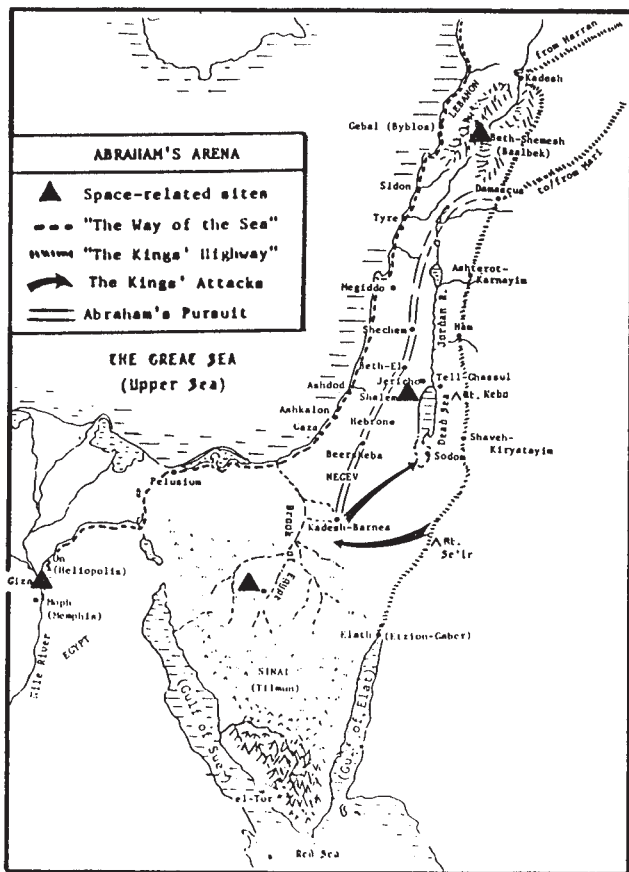 from Harran
Kadesh
LEBANON
Gebal (Byblos)
Beth-Shemesh
(Baalbek)
ABRAHAM'S ARENA
Space-related sites
"The Way of the Sea"
"The Kings' Highway"
The Kings' Attacks
Abraham's Pursuit
Sidon
Damascus
to/from Mari
Tyre
Ashterot-
Karnayim
Megiddo
Jordan R.
Ham
Shechem
THE GREAT SEA
(Upper Sea)
Beth-El
Jericho
Tell-Ghassul
Ashdod
Shalem
Mt. Nebo
Ashkalon
Dead Sea
Gaza
Hebron
Shaveh-
Kiryatayim
Beersheba
Sodom
Pelusium
NEGEV
Kadesh-Barnea
Brook of Egypt
Mt.
Se'ir
On
(Heliopolis)
Giza
Moph
(Memphis)
EGYPT
Nile River
Elath (Etzion-Gaber)
SINAI
(Tilmun)
(Gulf of Suez)
(Gulf of Elat)
el-Tor
Red Sea